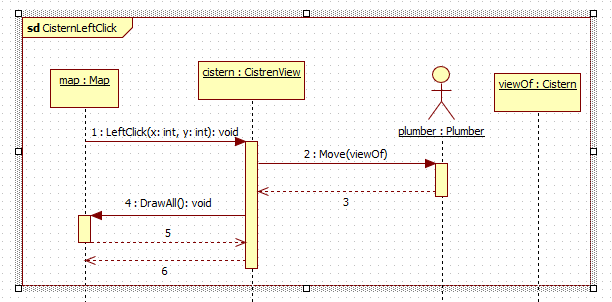 sd CisternLeftClick
map : Map
cistern : CistrenView
plumber : Plumber
viewOf : Cistern
1 : LeftClick(x: int, y: int): void
2 : Move(viewOf)
3
4 : DrawAll(): void
5
6